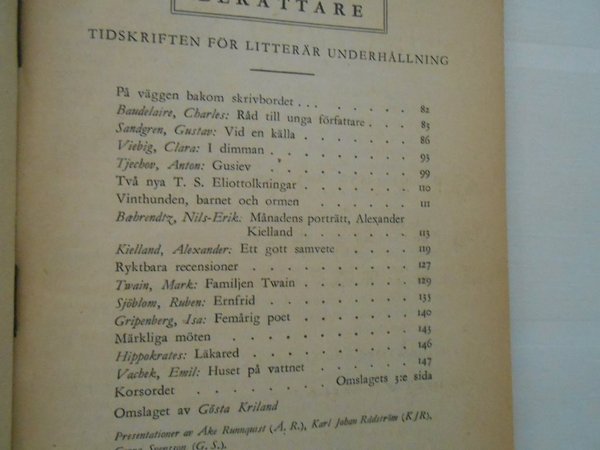 BERÄTTARE
TIDSKRIFTEN FÖR LITTERÄR UNDERHÅLLNING
På väggen bakom skrivbordet . . . . . . . . . 82
Baudelaire, Charles: Råd till unga författare . . . . 83
Sandgren, Gustav: Vid en källa . . . . . . . . 86
Viebig, Clara: I dimman . . . . . . . . . 93
Tjechov, Anton: Gusiev . . . . . . . . . 99
Två nya T. S. Eliottolkningar . . . . . . . . 110
Vinthunden, barnet och ormen . . . . . . . 111
Bæhrendtz, Nils-Erik: Månadens porträtt, Alexander
Kielland . . . . . . 113
Kielland, Alexander: Ett gott samvete . . . . . 119
Ryktbara recensioner . . . . . . . . . 127
Twain, Mark: Familjen Twain . . . . . . . 129
Sjöblom, Ruben: Ernfrid . . . . . . . . 133
Gripenberg, Isa: Femårig poet . . . . . . . 140
Märkliga möten . . . . . . . . . . 143
Hippokrates: Läkared . . . . . . . . . 146
Vachek, Emil: Huset på vattnet . . . . . . . 147
Korsordet . . . . . . . Omslagets 3:e sida
Omslaget av Gösta Kriland
Presentationer av Åke Runnquist (Å. R.), Karl Johan Rådström (KJR),
Svensson (G. S.).